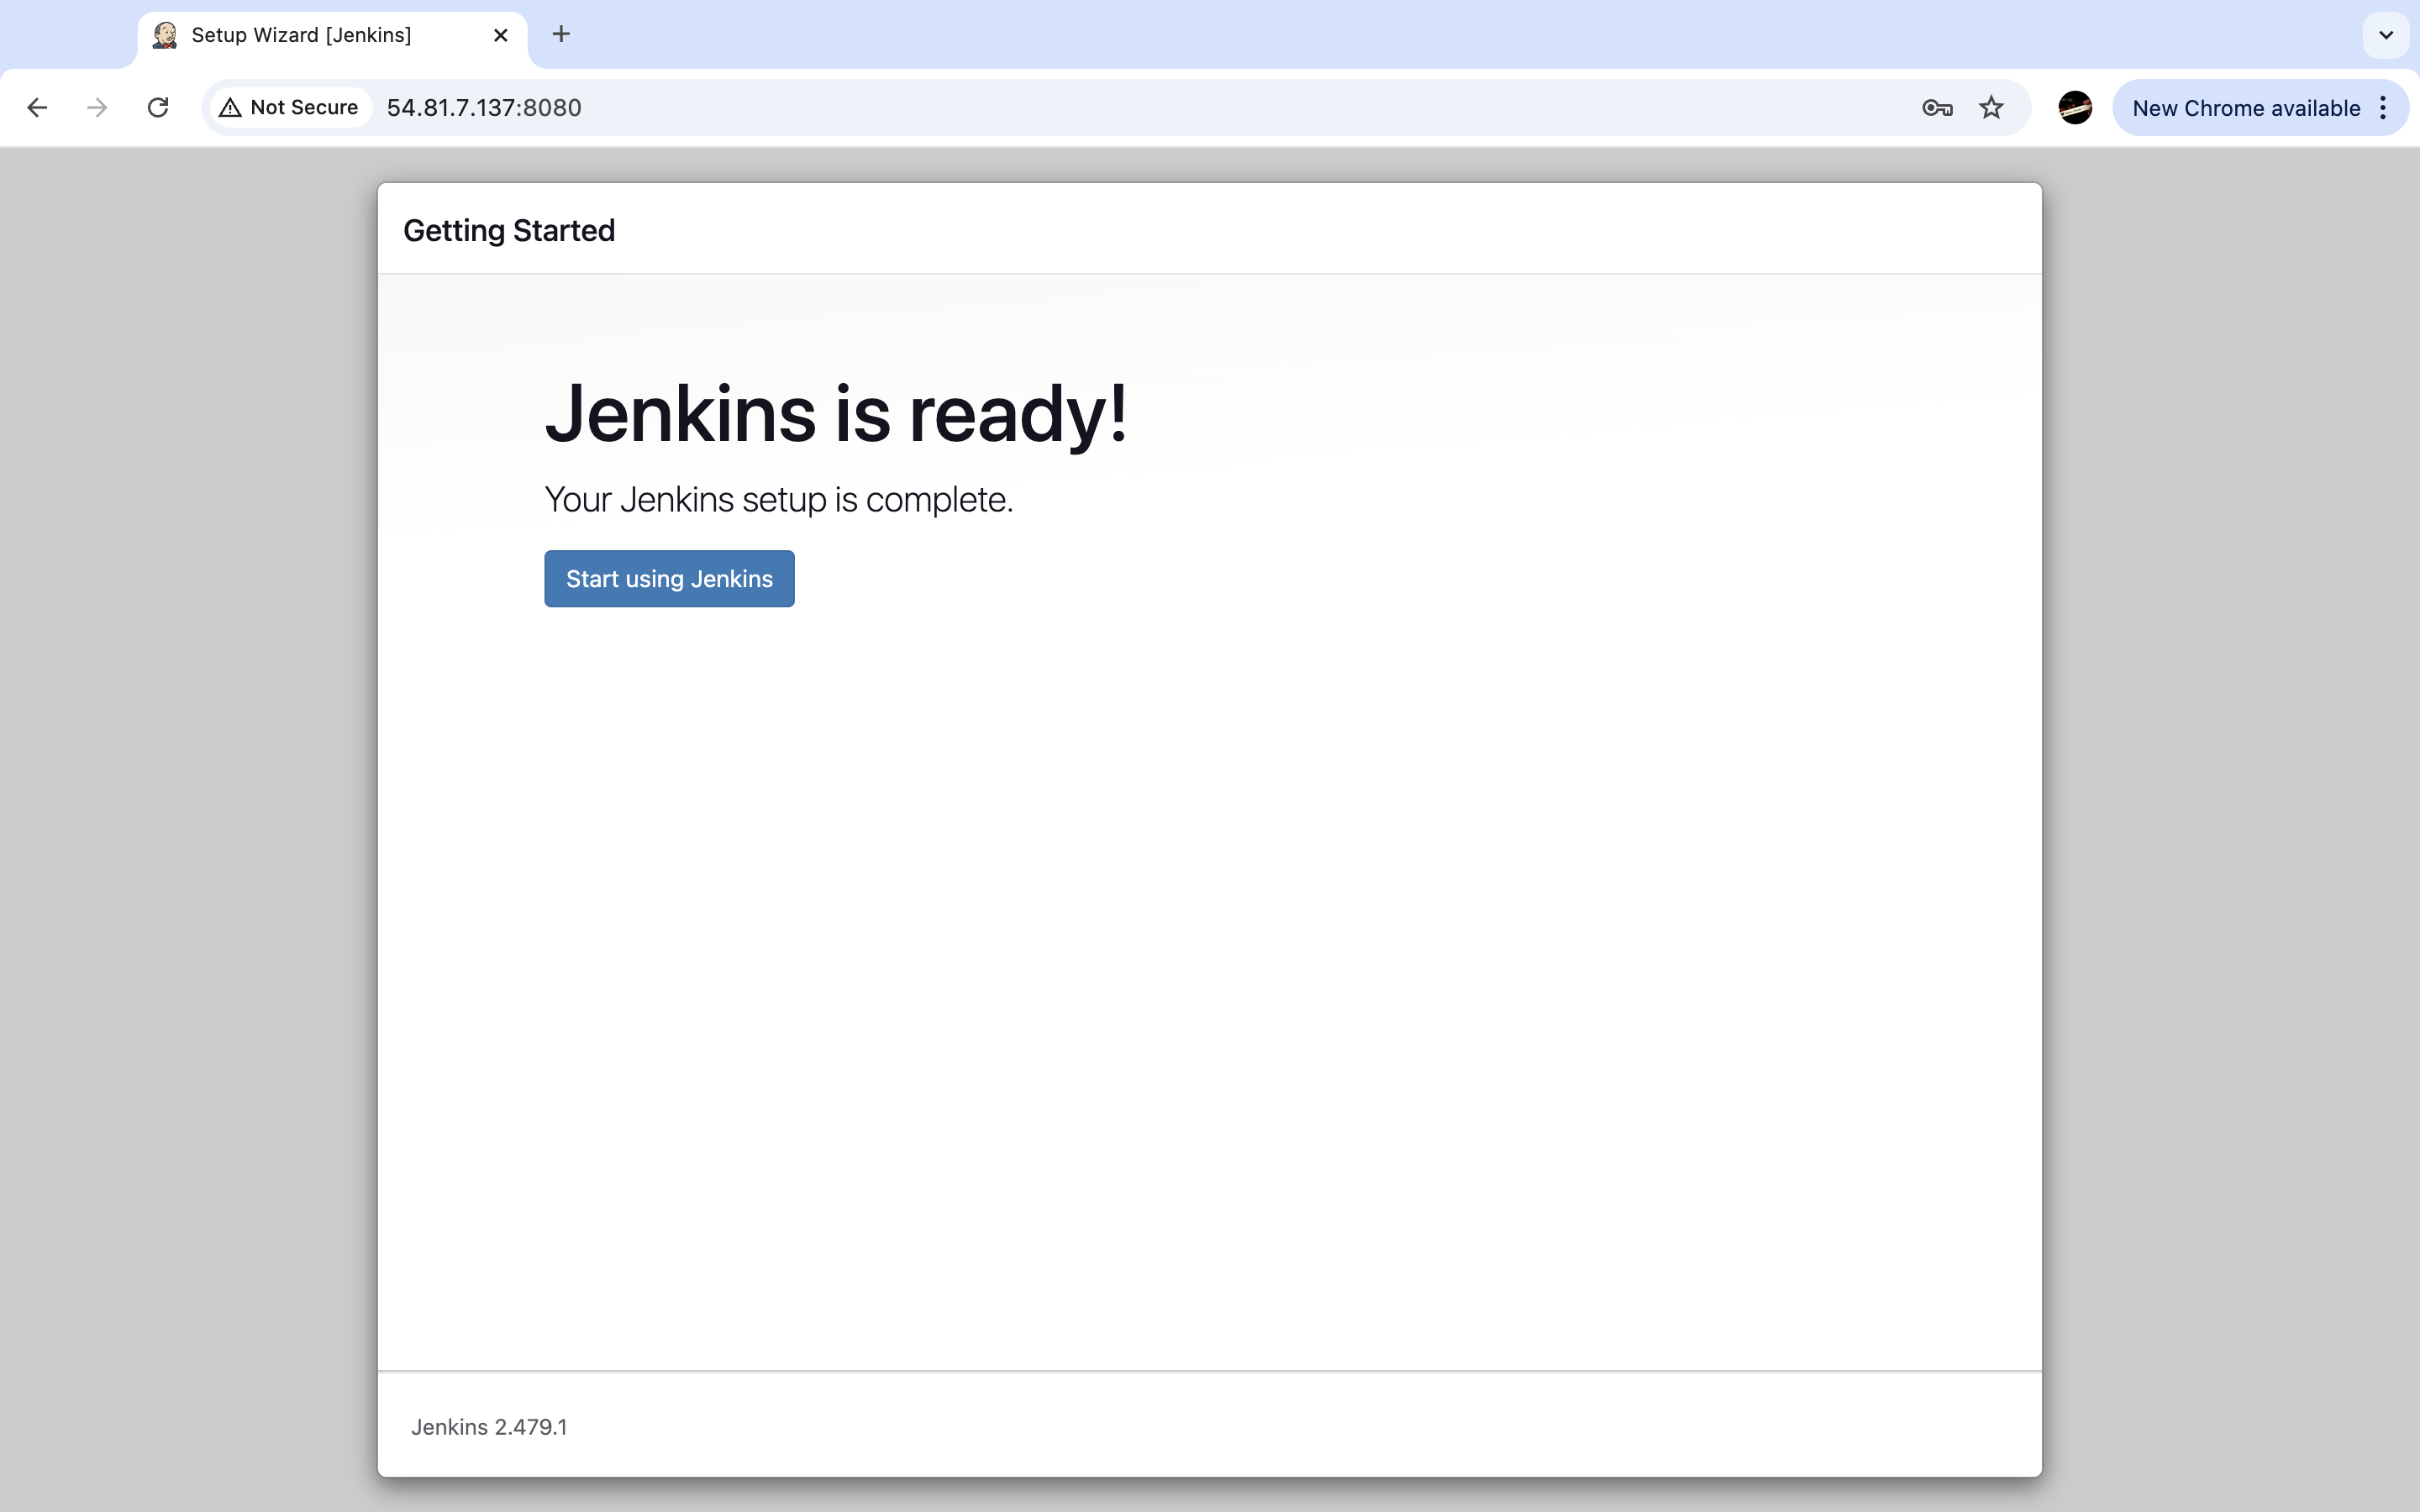 Setup Wizard [Jenkins]
Not Secure
54.81.7.137:8080
New Chrome available
Getting Started
Jenkins is ready!
Your Jenkins setup is complete.
Start using Jenkins
Jenkins 2.479.1